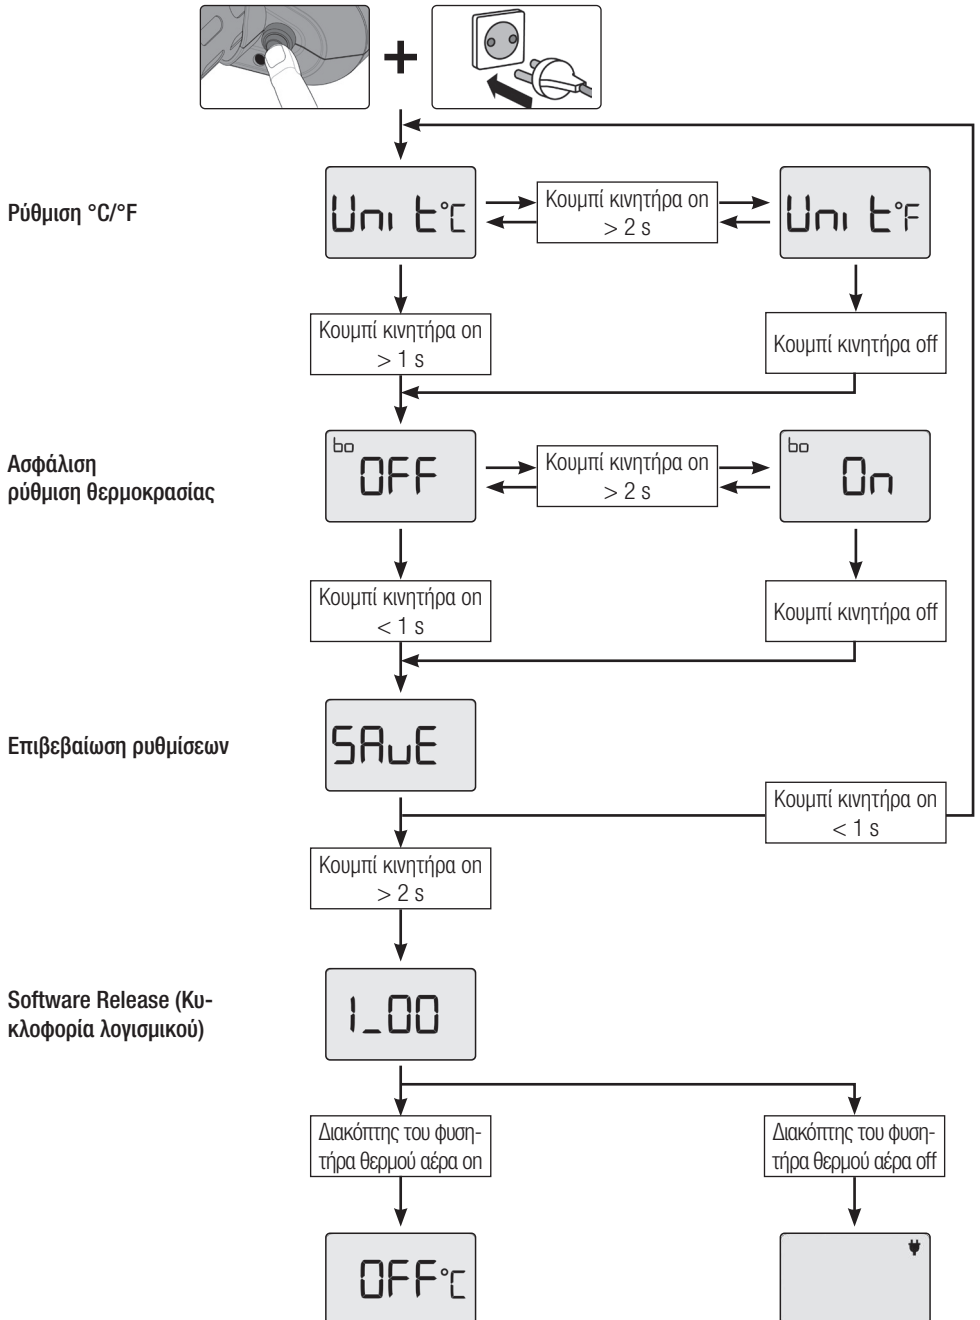 Ρύθμιση °C/°F
Unit°C
Κουμπί κινητήρα on
> 2 s
Unit°F
Κουμπί κινητήρα on
> 1 s
Κουμπί κινητήρα off
Ασφάλιση
ρύθμιση θερμοκρασίας
bo
OFF
Κουμπί κινητήρα on
> 2 s
bo
On
Κουμπί κινητήρα on
< 1 s
Κουμπί κινητήρα off
Επιβεβαίωση ρυθμίσεων
SAvE
Κουμπί κινητήρα on
< 1 s
Κουμπί κινητήρα on
> 2 s
Software Release (Κυ-
κλοφορία λογισμικού)
1_00
Διακόπτης του φυση-
τήρα θερμού αέρα on
Διακόπτης του φυση-
τήρα θερμού αέρα off
OFF°C